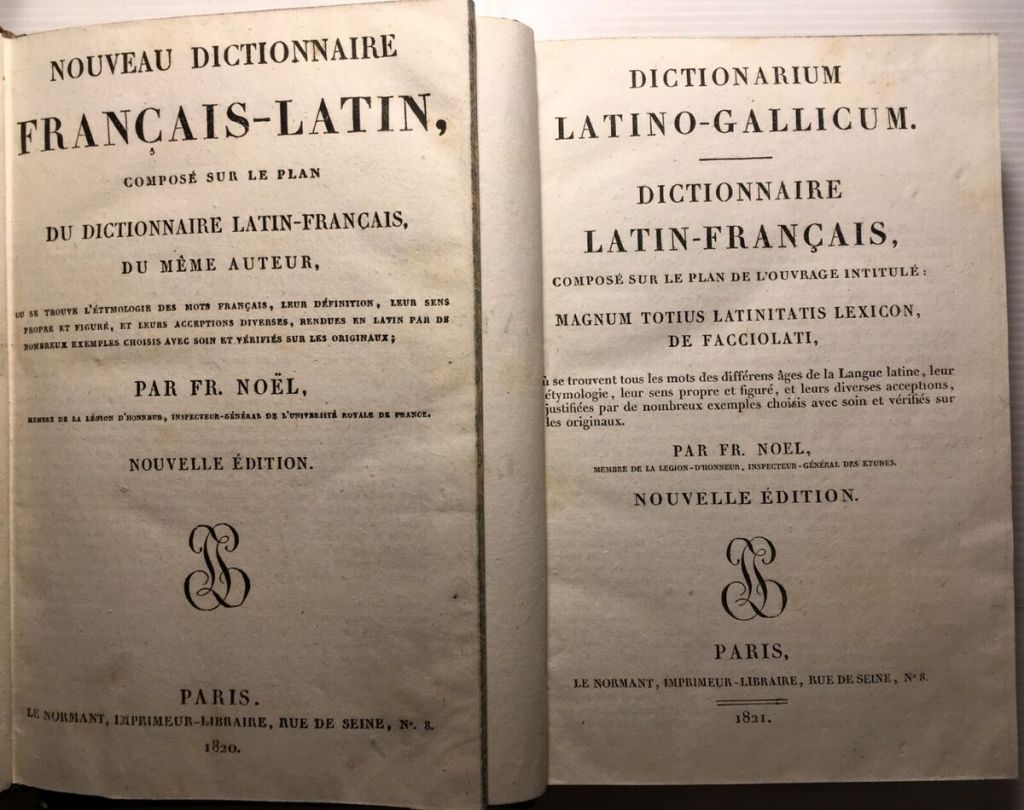 NOUVEAU DICTIONNAIRE
FRANÇAIS-LATIN,
COMPOSÉ SUR LE PLAN
DU DICTIONNAIRE LATIN-FRANÇAIS,
DU MÊME AUTEUR,
OU SE TROUVE L'ÉTYMOLOGIE DES MOTS FRANÇAIS, LEUR DÉFINITION, LEUR SENS
PROPRE ET FIGURÉ, ET LEURS ACCEPTIONS DIVERSES, RENDUES EN LATIN PAR DE
NOMBREUX EXEMPLES CHOISIS AVEC SOIN ET VÉRIFIÉS SUR LES ORIGINAUX;
PAR FR. NOËL,
MEMBRE DE LA LÉGION D'HONNEUR, INSPECTEUR-GÉNÉRAL DE L'UNIVERSITÉ ROYALE DE FRANCE.
NOUVELLE ÉDITION.
PARIS.
LE NORMANT, IMPRIMEUR-LIBRAIRE, RUE DE SEINE, N°. 8.
1820.
DICTIONARIUM
LATINO-GALLICUM.
DICTIONNAIRE
LATIN-FRANÇAIS,
COMPOSÉ SUR LE PLAN DE L'OUVRAGE INTITULÉ:
MAGNUM TOTIUS LATINITATIS LEXICON,
DE FACCIOLATI,
ù se trouvent tous les mots des différens âges de la Langue latine, leur
étymologie, leur sens propre et figuré, et leurs diverses acceptions,
justifiées par de nombreux exemples choisis avec soin et vérifiés sur
les originaux.
PAR FR. NOEL,
MEMBRE DE LA LEGION-D'HONNEUR, INSPECTEUR-GÉNÉRAL DES ETUDES.
NOUVELLE ÉDITION.
PARIS,
LE NORMANT, IMPRIMEUR-LIBRAIRE, RUE DE SEINE, N° 8.
1821.